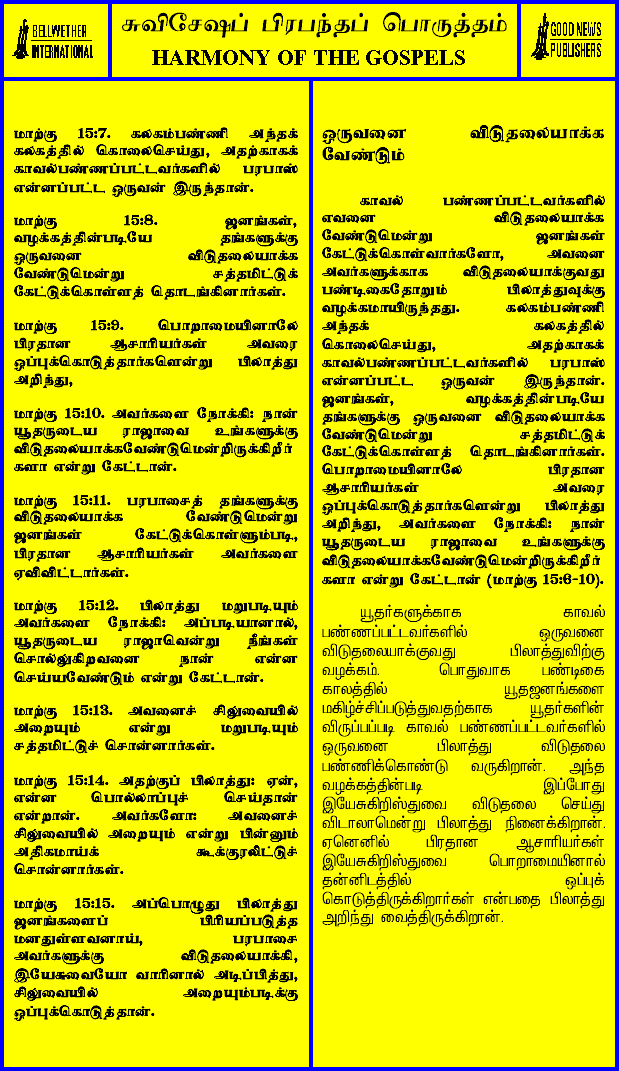 BELLWETHER
INTERNATIONAL
சுவிசேஷப் பிரபந்தப் பொருத்தம்
HARMONY OF THE GOSPELS
GOOD NEWS
PUBLISHERS
மாற்கு 15:7. கலகம்பண்ணி அந்தக்
கலகத்தில் கொலைசெய்து, அதற்காகக்
காவல்பண்ணப்பட்டவர்களில் பரபாஸ்
என்னப்பட்ட ஒருவன் இருந்தான்.
மாற்கு 15:8. ஜனங்கள்,
வழக்கத்தின்படியே தங்களுக்கு
ஒருவனை விடுதலையாக்க
வேண்டுமென்று சத்தமிட்டுக்
கேட்டுக்கொள்ளத் தொடங்கினார்கள்.
மாற்கு 15:9. பொறாமையினாலே
பிரதான ஆசாரியர்கள் அவரை
ஒப்புக்கொடுத்தார்களென்று பிலாத்து
அறிந்து,
மாற்கு 15:10. அவர்களை நோக்கி: நான்
யூதருடைய ராஜாவை உங்களுக்கு
விடுதலையாக்கவேண்டுமென்றிருக்கிறீர்
களா என்று கேட்டான்.
மாற்கு 15:11. பரபாசைத் தங்களுக்கு
விடுதலையாக்க வேண்டுமென்று
ஜனங்கள் கேட்டுக்கொள்ளும்படி,
பிரதான ஆசாரியர்கள் அவர்களை
ஏவிவிட்டார்கள்.
மாற்கு 15:12. பிலாத்து மறுபடியும்
அவர்களை நோக்கி: அப்படியானால்,
யூதருடைய ராஜாவென்று நீங்கள்
சொல்லுகிறவனை நான் என்ன
செய்யவேண்டும் என்று கேட்டான்.
மாற்கு 15:13. அவனைச் சிலுவையில்
அறையும் என்று மறுபடியும்
சத்தமிட்டுச் சொன்னார்கள்.
மாற்கு 15:14. அதற்குப் பிலாத்து: ஏன்,
என்ன பொல்லாப்புச் செய்தான்
என்றான். அவர்களோ: அவனைச்
சிலுவையில் அறையும் என்று பின்னும்
அதிகமாய்க் கூக்குரலிட்டுச்
சொன்னார்கள்.
மாற்கு 15:15. அப்பொழுது பிலாத்து
ஜனங்களைப் பிரியப்படுத்த
மனதுள்ளவனாய், பரபாசை
அவர்களுக்கு விடுதலையாக்கி,
இயேசுவையோ வாரினால் அடிப்பித்து,
சிலுவையில் அறையும்படிக்கு
ஒப்புக்கொடுத்தான்.
ஒருவனை விடுதலையாக்க
வேண்டும்
காவல் பண்ணப்பட்டவர்களில்
எவனை விடுதலையாக்க
வேண்டுமென்று ஜனங்கள்
கேட்டுக்கொள்வார்களோ, அவனை
அவர்களுக்காக விடுதலையாக்குவது
பண்டிகைதோறும் பிலாத்துவுக்கு
வழக்கமாயிருந்தது. கலகம்பண்ணி
அந்தக் கலகத்தில்
கொலைசெய்து, அதற்காகக்
காவல்பண்ணப்பட்டவர்களில் பரபாஸ்
என்னப்பட்ட ஒருவன் இருந்தான்.
ஜனங்கள், வழக்கத்தின்படியே
தங்களுக்கு ஒருவனை விடுதலையாக்க
வேண்டுமென்று சத்தமிட்டுக்
கேட்டுக்கொள்ளத் தொடங்கினார்கள்.
பொறாமையினாலே பிரதான
ஆசாரியர்கள் அவரை
ஒப்புக்கொடுத்தார்களென்று பிலாத்து
அறிந்து, அவர்களை நோக்கி: நான்
யூதருடைய ராஜாவை உங்களுக்கு
விடுதலையாக்கவேண்டுமென்றிருக்கிறீர்
களா என்று கேட்டான் (மாற்கு 15:6-10).
யூதர்களுக்காக காவல்
பண்ணப்பட்டவர்களில் ஒருவனை
விடுதலையாக்குவது பிலாத்துவிற்கு
வழக்கம். பொதுவாக பண்டிகை
காலத்தில் யூதஜனங்களை
மகிழ்ச்சிப்படுத்துவதற்காக யூதர்களின்
விருப்பப்படி காவல் பண்ணப்பட்டவர்களில்
ஒருவனை பிலாத்து விடுதலை
பண்ணிக்கொண்டு வருகிறான். அந்த
வழக்கத்தின்படி இப்போது
இயேசுகிறிஸ்துவை விடுதலை செய்து
விடாலாமென்று பிலாத்து நினைக்கிறான்.
ஏனெனில் பிரதான ஆசாரியர்கள்
இயேசுகிறிஸ்துவை பொறாமையினால்
தன்னிடத்தில் ஒப்புக்
கொடுத்திருக்கிறார்கள் என்பதை பிலாத்து
அறிந்து வைத்திருக்கிறான்.